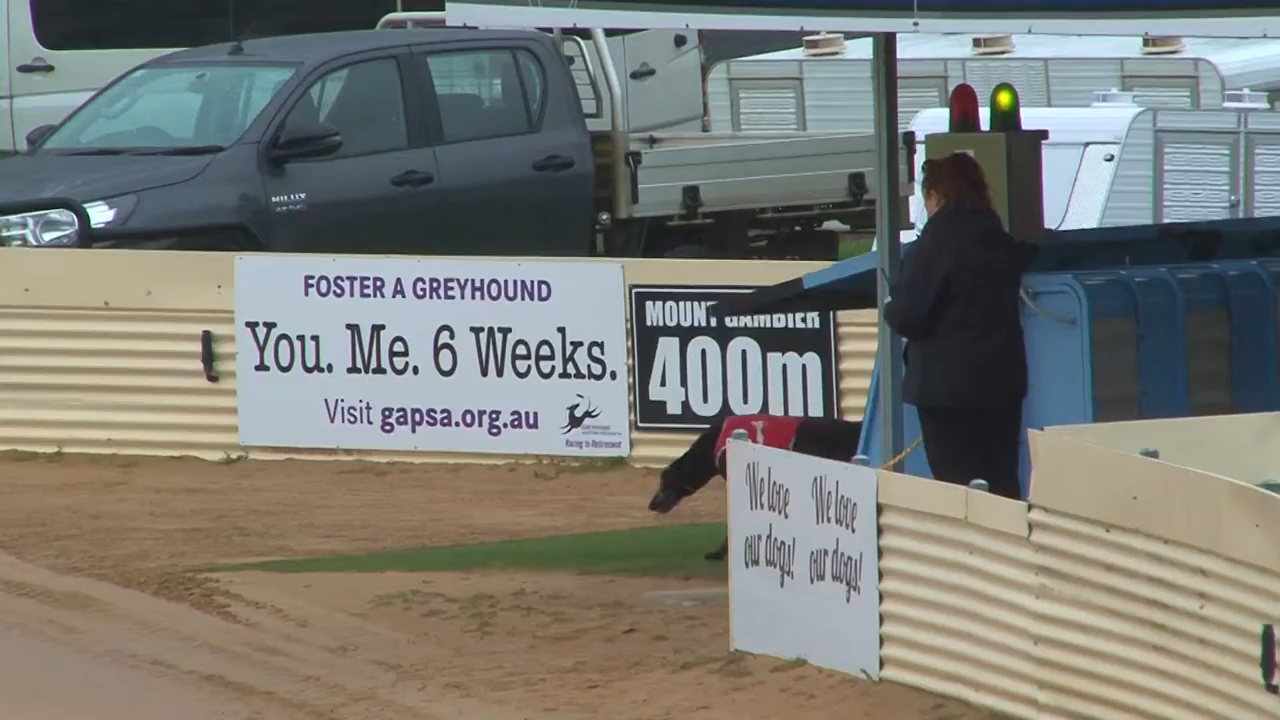 HILUX
FOSTER A GREYHOUND
You. Me. 6 Weeks.
Visit gapsa.org.au
Racing to Retirement
MOUNT GAMBIER
400m
We love
our dogs!
We love
our dogs!